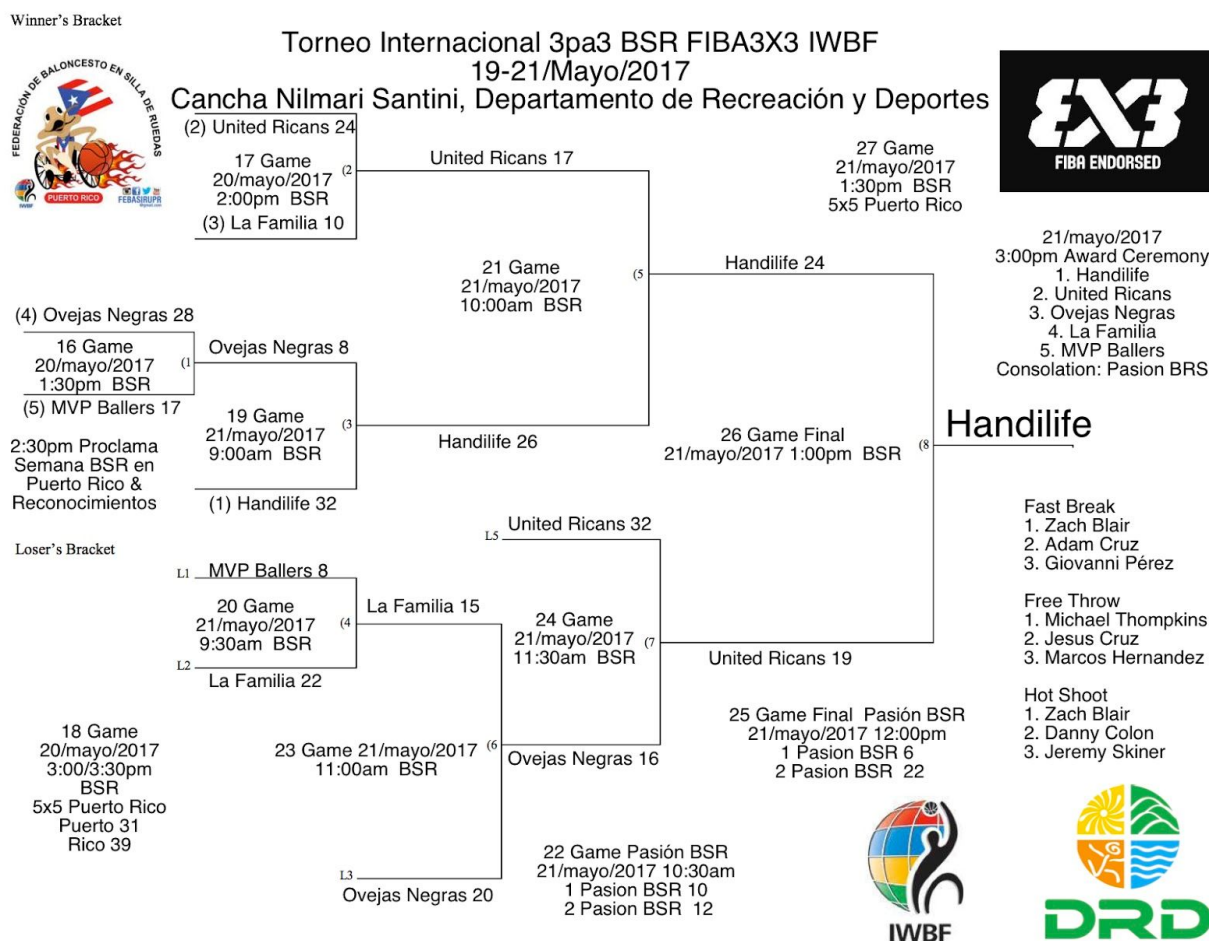 Winner's Bracket
Torneo Internacional 3pa3 BSR FIBA3X3 IWBF
19-21/Mayo/2017
Cancha Nilmari Santini, Departamento de Recreación y Deportes
FEDERACIÓN DE BALONCESTO EN SILLA DE RUEDAS
IWBF
PUERTO RICO
FEBASIRUPR
3X3
FIBA ENDORSED
(2) United Ricans 24
17 Game
20/mayo/2017
2:00pm BSR
(2
(3) La Familia 10
United Ricans 17
27 Game
21/mayo/2017
1:30pm BSR
5x5 Puerto Rico
21 Game
21/mayo/2017
10:00am BSR
(5
Handilife 24
21/mayo/2017
3:00pm Award Ceremony
1. Handilife
2. United Ricans
3. Ovejas Negras
4. La Familia
5. MVP Ballers
Consolation: Pasion BRS
(4) Ovejas Negras 28
16 Game
20/mayo/2017
1:30pm BSR
(1
(5) MVP Ballers 17
Ovejas Negras 8
19 Game
21/mayo/2017
9:00am BSR
(3
(1) Handilife 32
Handilife 26
26 Game Final
21/mayo/2017 1:00pm BSR
(8
Handilife
2:30pm Proclama
Semana BSR en
Puerto Rico &
Reconocimientos
Loser's Bracket
L1
MVP Ballers 8
20 Game
21/mayo/2017
9:30am BSR
(4
L2
La Familia 22
La Familia 15
L5
United Ricans 32
24 Game
21/mayo/2017
11:30am BSR
(7
United Ricans 19
Fast Break
1. Zach Blair
2. Adam Cruz
3. Giovanni Pérez
Free Throw
1. Michael Thompkins
2. Jesus Cruz
3. Marcos Hernandez
Hot Shoot
1. Zach Blair
2. Danny Colon
3. Jeremy Skiner
18 Game
20/mayo/2017
3:00/3:30pm
BSR
5x5 Puerto Rico
Puerto 31
Rico 39
23 Game 21/mayo/2017
11:00am BSR
(6
Ovejas Negras 16
25 Game Final Pasión BSR
21/mayo/2017 12:00pm
1 Pasion BSR 6
2 Pasion BSR 22
L3
Ovejas Negras 20
22 Game Pasión BSR
21/mayo/2017 10:30am
1 Pasion BSR 10
2 Pasion BSR 12
IWBF
DRD